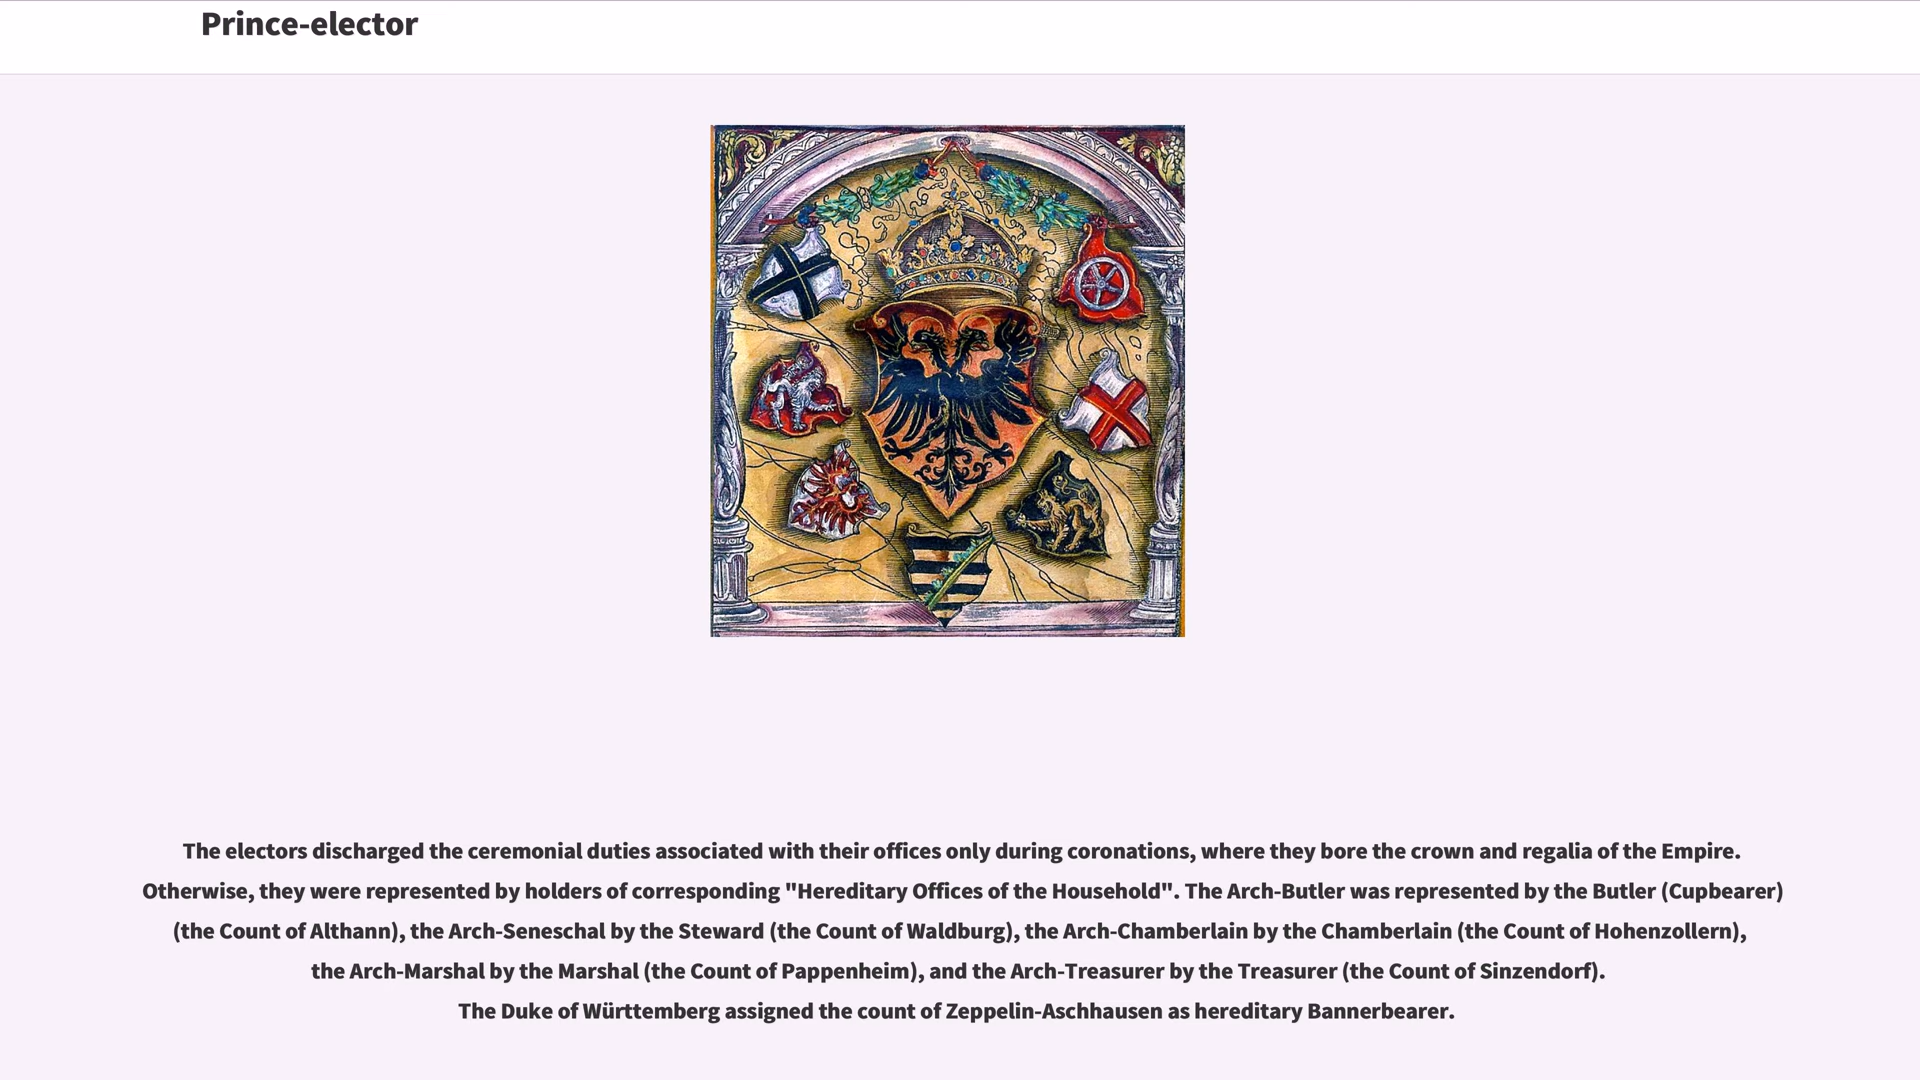 Prince-elector
The electors discharged the ceremonial duties associated with their offices only during coronations, where they bore the crown and regalia of the Empire.
Otherwise, they were represented by holders of corresponding "Hereditary Offices of the Household". The Arch-Butler was represented by the Butler (Cupbearer)
(the Count of Althann), the Arch-Seneschal by the Steward (the Count of Waldburg), the Arch-Chamberlain by the Chamberlain (the Count of Hohenzollern),
the Arch-Marshal by the Marshal (the Count of Pappenheim), and the Arch-Treasurer by the Treasurer (the Count of Sinzendorf).
The Duke of Württemberg assigned the count of Zeppelin-Aschhausen as hereditary Bannerbearer.